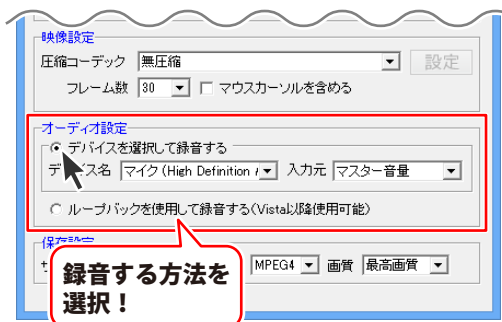 映像設定
圧縮コーデック 無圧縮 設定
フレーム数 30 マウスカーソルを含める
オーディオ設定
デバイスを選択して録音する
デバイス名 マイク(High Definition 入力元 マスター音量
ループバックを使用して録音する(Vista以降使用可能)
保存設定
MPEG4 画質 最高画質
録音する方法を
選択！